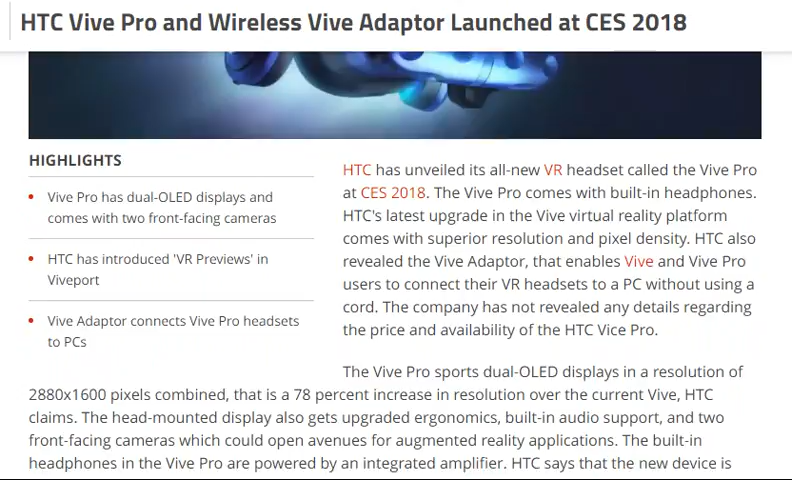 HTC Vive Pro and Wireless Vive Adaptor Launched at CES 2018
HIGHLIGHTS
Vive Pro has dual-OLED displays and
comes with two front-facing cameras
HTC has introduced 'VR Previews' in
Viveport
Vive Adaptor connects Vive Pro headsets
to PCs
HTC has unveiled its all-new VR headset called the Vive Pro
at CES 2018. The Vive Pro comes with built-in headphones.
HTC's latest upgrade in the Vive virtual reality platform
comes with superior resolution and pixel density. HTC also
revealed the Vive Adaptor, that enables Vive and Vive Pro
users to connect their VR headsets to a PC without using a
cord. The company has not revealed any details regarding
the price and availability of the HTC Vice Pro.
The Vive Pro sports dual-OLED displays in a resolution of
2880x1600 pixels combined, that is a 78 percent increase in resolution over the current Vive, HTC
claims. The head-mounted display also gets upgraded ergonomics, built-in audio support, and two
front-facing cameras which could open avenues for augmented reality applications. The built-in
headphones in the Vive Pro are powered by an integrated amplifier. HTC says that the new device is